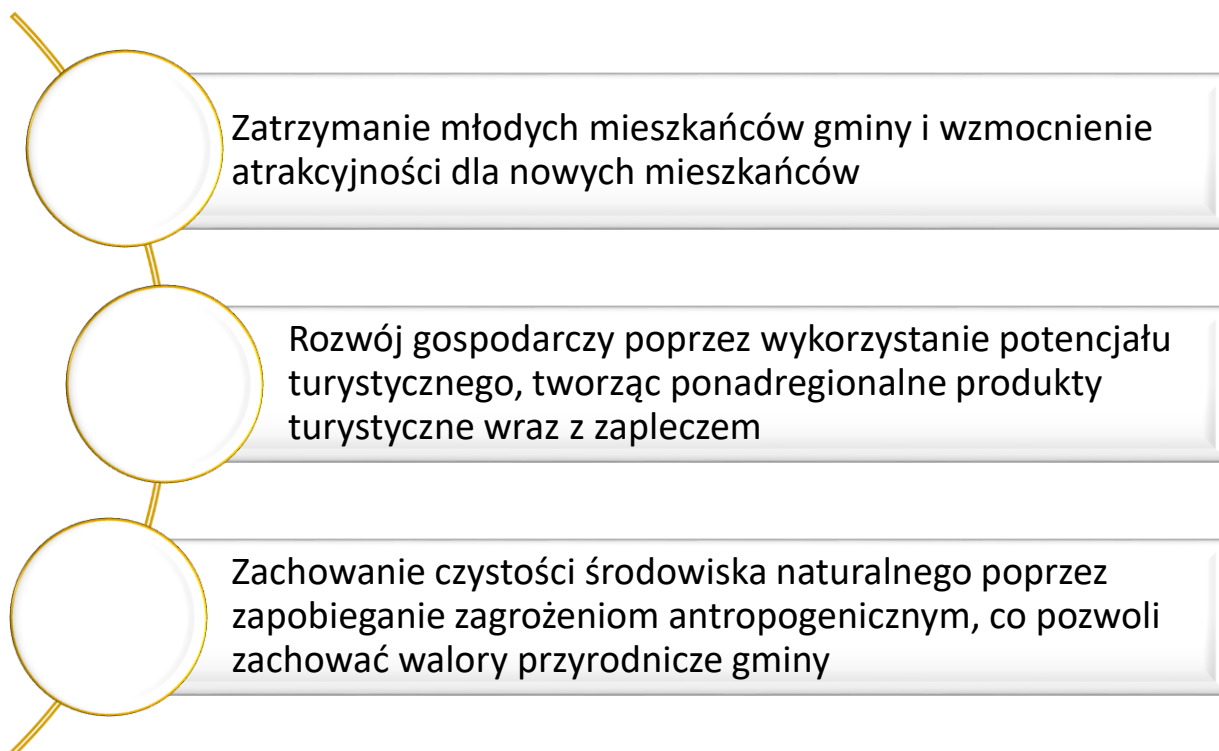 Zatrzymanie młodych mieszkańców gminy i wzmocnienie
atrakcyjności dla nowych mieszkańców
Rozwój gospodarczy poprzez wykorzystanie potencjału
turystycznego, tworząc ponadregionalne produkty
turystyczne wraz z zapleczem
Zachowanie czystości środowiska naturalnego poprzez
zapobieganie zagrożeniom antropogenicznym, co pozwoli
zachować walory przyrodnicze gminy